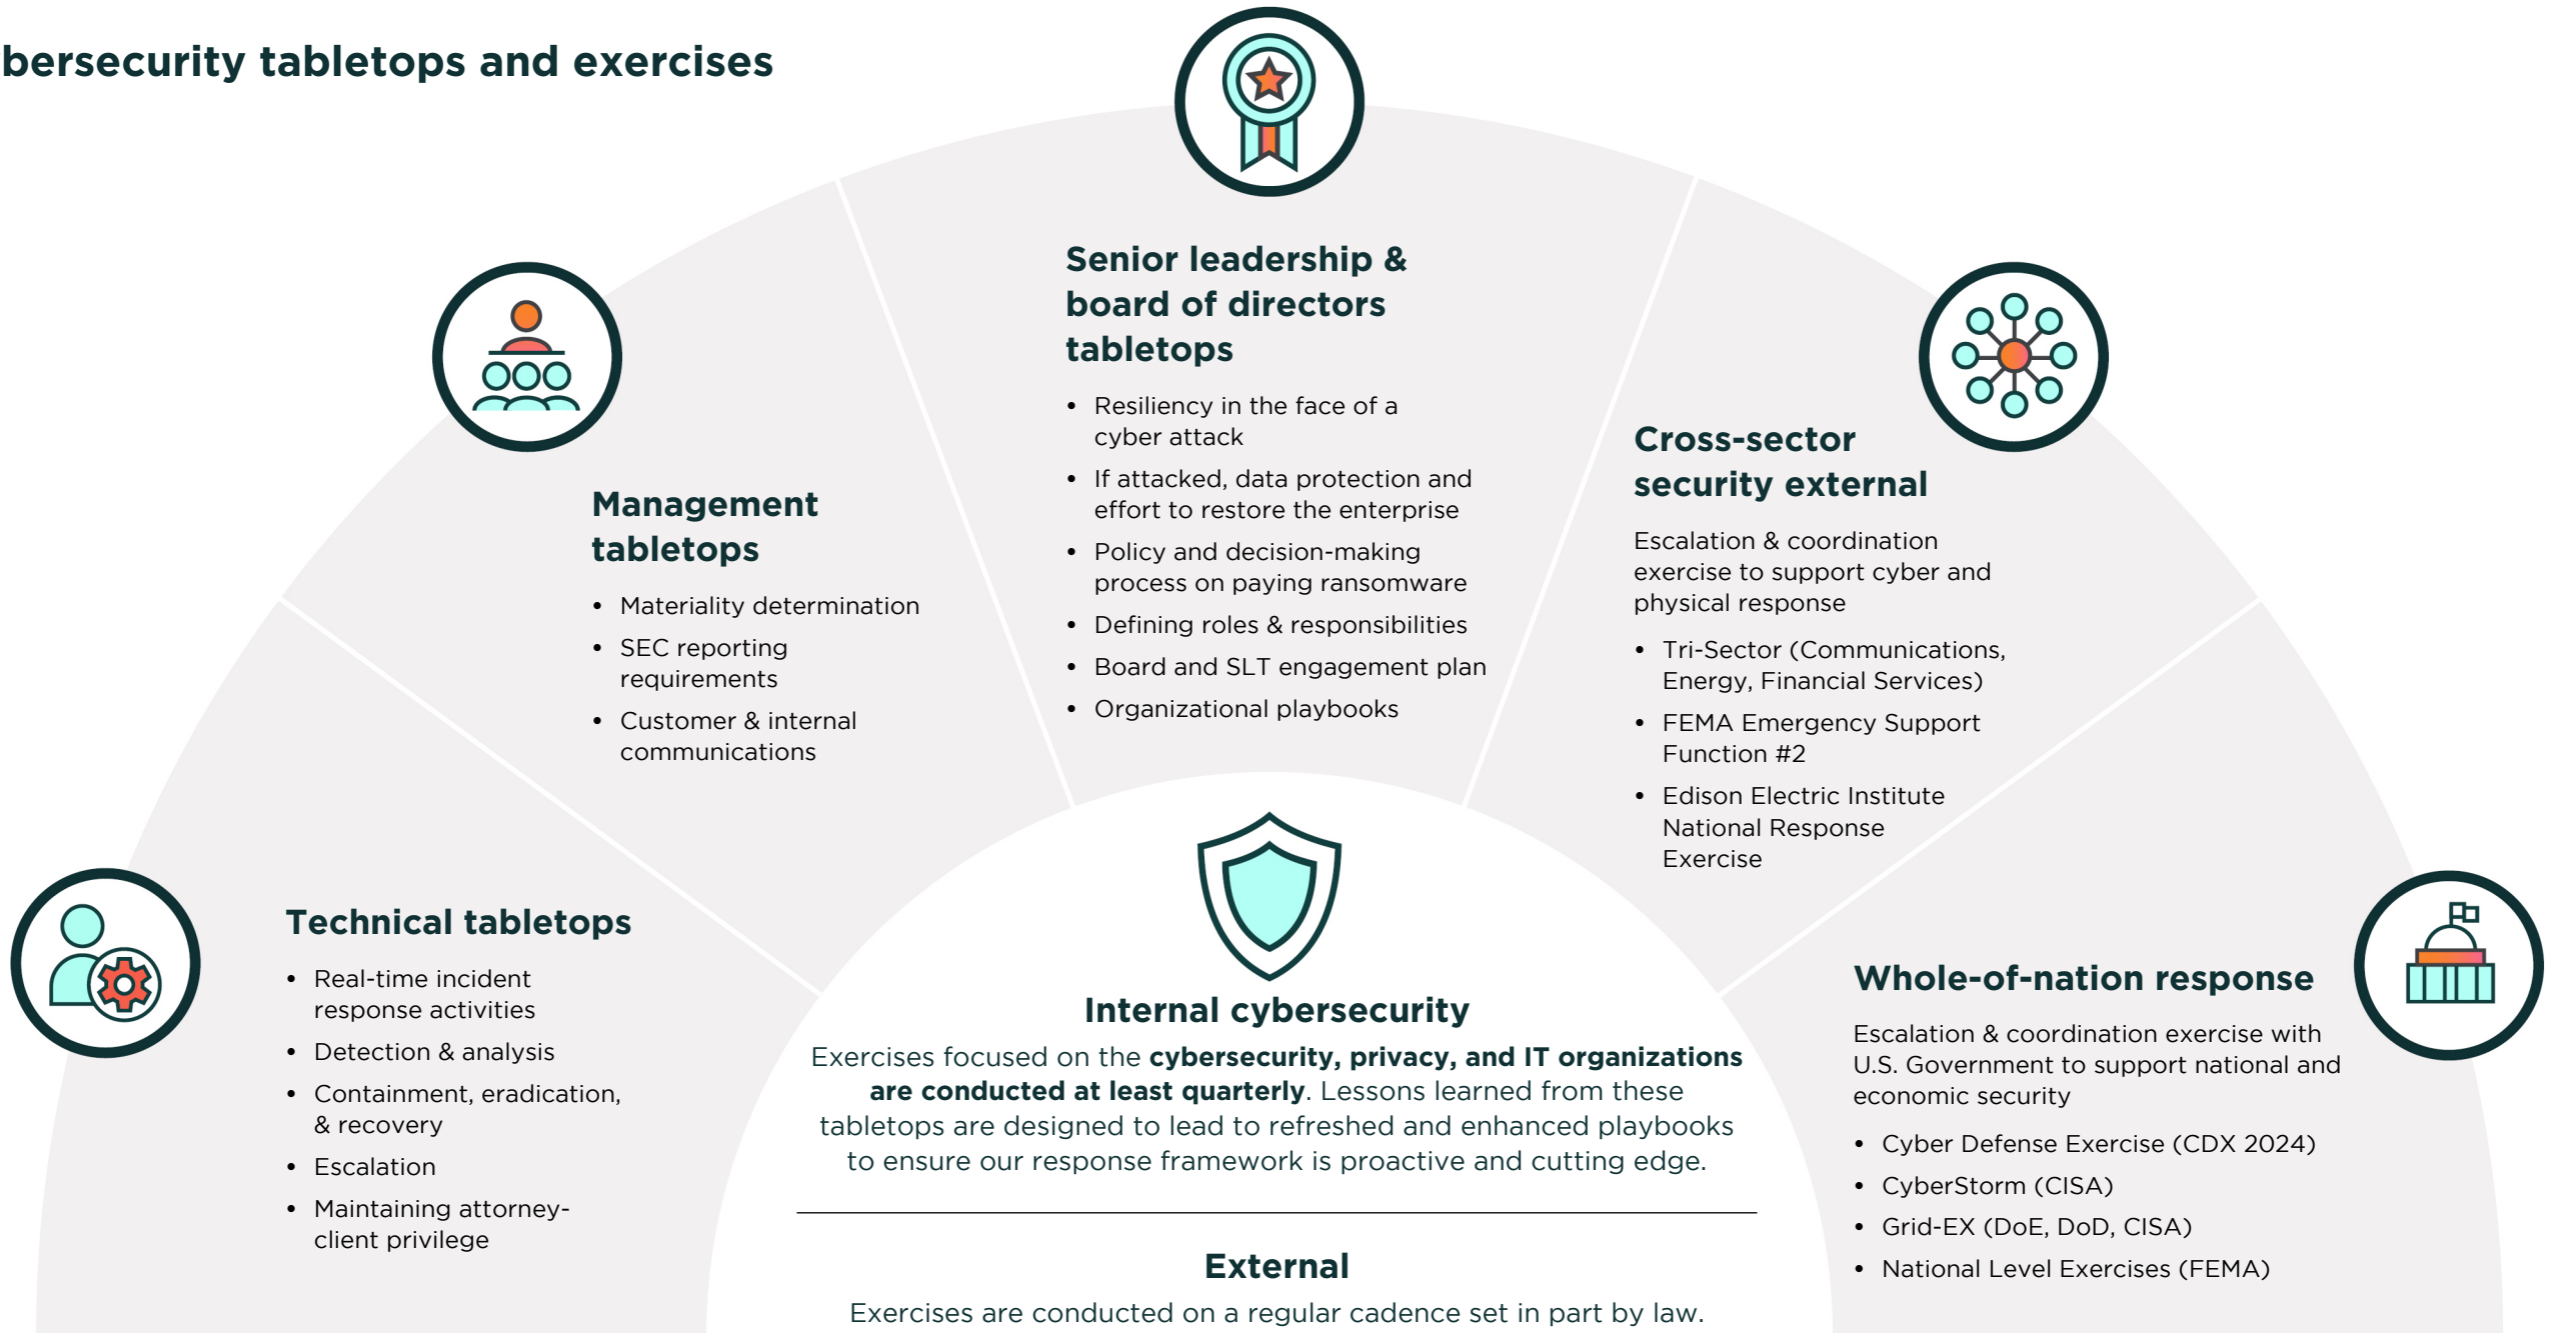 bersecurity tabletops and exercises
Technical tabletops
• Real-time incident
response activities
• Detection & analysis
• Containment, eradication,
& recovery
• Escalation
• Maintaining attorney-
client privilege
Management
tabletops
• Materiality determination
• SEC reporting
requirements
• Customer & internal
communications
Senior leadership &
board of directors
tabletops
• Resiliency in the face of a
cyber attack
• If attacked, data protection and
effort to restore the enterprise
• Policy and decision-making
process on paying ransomware
• Defining roles & responsibilities
• Board and SLT engagement plan
• Organizational playbooks
Cross-sector
security external
Escalation & coordination
exercise to support cyber and
physical response
• Tri-Sector (Communications,
Energy, Financial Services)
• FEMA Emergency Support
Function #2
• Edison Electric Institute
National Response
Exercise
Whole-of-nation response
Escalation & coordination exercise with
U.S. Government to support national and
economic security
• Cyber Defense Exercise (CDX 2024)
• CyberStorm (CISA)
• Grid-EX (DoE, DoD, CISA)
• National Level Exercises (FEMA)
Internal cybersecurity
Exercises focused on the cybersecurity, privacy, and IT organizations
are conducted at least quarterly. Lessons learned from these
tabletops are designed to lead to refreshed and enhanced playbooks
to ensure our response framework is proactive and cutting edge.
External
Exercises are conducted on a regular cadence set in part by law.